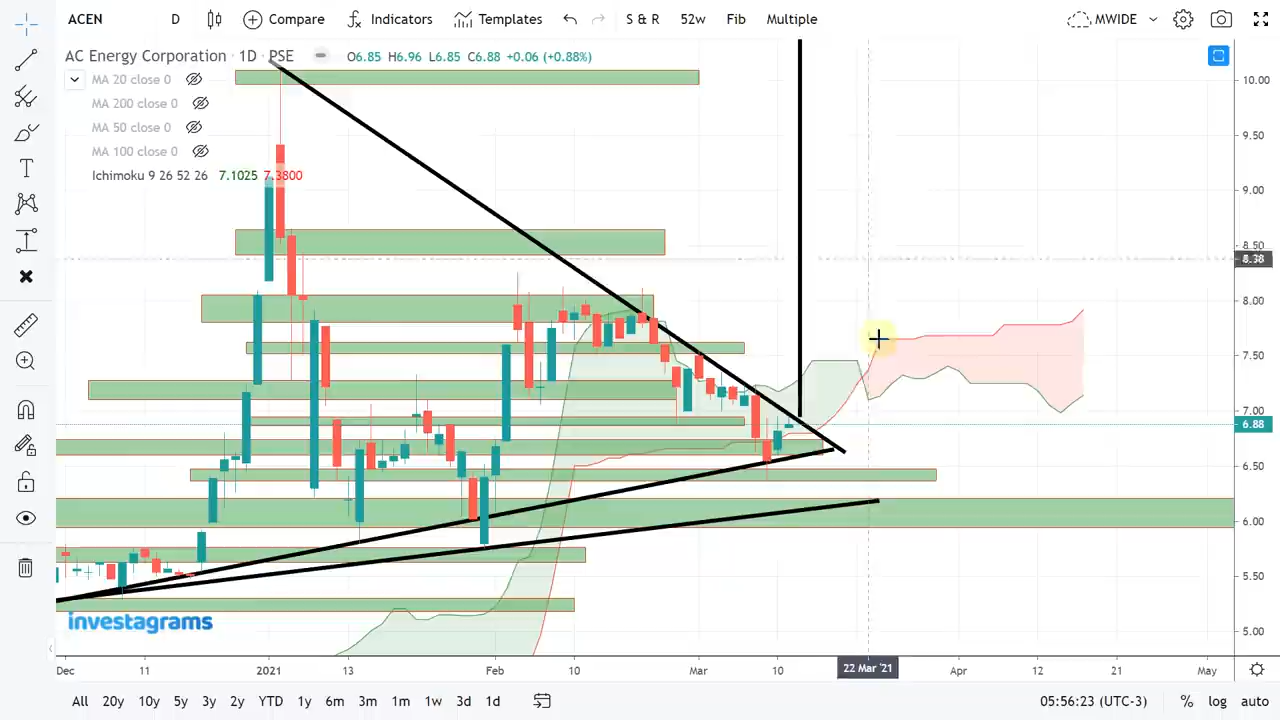 ACEN D Compare Indicators Templates S & R 52w Fib Multiple MWIDE
AC Energy Corporation · 1D · PSE O6.85 H6.96 L6.85 C6.88 +0.06 (+0.88%)
MA 20 close 0
MA 200 close 0
MA 50 close 0
MA 100 close 0
Ichimoku 9 26 52 26 7.1025 7.3800
10.00
9.50
9.00
8.50
8.38
8.00
7.50
7.00
6.88
6.50
6.00
5.50
5.00
investagrams
Dec 11 2021 13 Feb 10 Mar 10 22 Mar '21 Apr 12 21 May
All 20y 10y 5y 3y 2y YTD 1y 6m 3m 1m 1w 3d 1d 05:56:23 (UTC-3) % log auto